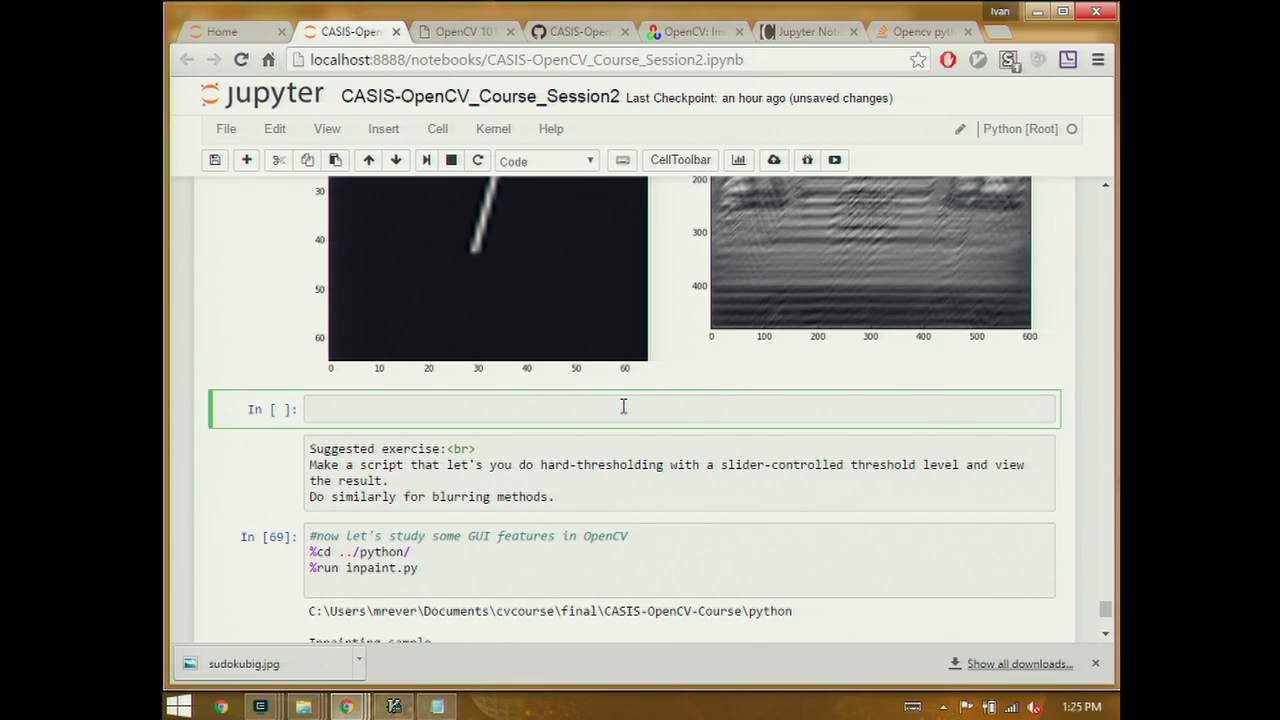 Ivan
Home
CASIS-Open
OpenCV 101
CASIS-Open
OpenCV: Im
Jupyter Not
Opencv pyth
localhost:8888/notebooks/CASIS-OpenCV_Course_Session2.ipynb
jupyter CASIS-OpenCV_Course_Session2 Last Checkpoint: an hour ago (unsaved changes)
File Edit View Insert Cell Kernel Help Python [Root]
Code CellToolbar
30
40
50
60
0 10 20 30 40 50 60
200
300
400
0 100 200 300 400 500 600
In [ ]:
Suggested exercise:<br>
Make a script that let's you do hard-thresholding with a slider-controlled threshold level and view
the result.
Do similarly for blurring methods.
In [69]:
#now let's study some GUI features in OpenCV
%cd ../python/
%run inpaint.py
C:\Users\mrever\Documents\cvcourse\final\CASIS-OpenCV-Course\python
Inpainting sample
sudokubig.jpg
Show all downloads...
1:25 PM